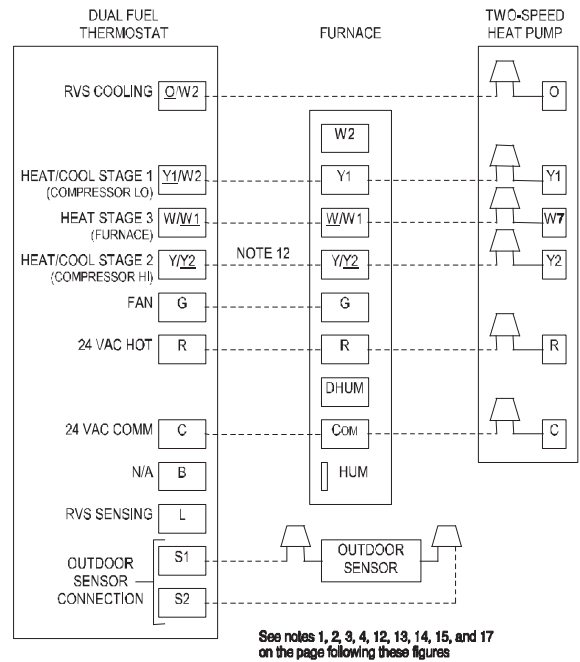 DUAL FUEL
THERMOSTAT
FURNACE
TWO-SPEED
HEAT PUMP
RVS COOLING O/W2 O
W2
HEAT/COOL STAGE 1 Y1/W2 Y1 Y1
(COMPRESSOR LO)
HEAT STAGE 3 W/W1 W/W1 W7
(FURNACE)
HEAT/COOL STAGE 2 Y/Y2 NOTE 12 Y/Y2 Y2
(COMPRESSOR HI)
FAN G G
24 VAC HOT R R R
DHUM
24 VAC COMM C COM C
N/A B HUM
RVS SENSING L
OUTDOOR
SENSOR
CONNECTION
S1
S2
OUTDOOR
SENSOR
See notes 1, 2, 3, 4, 12, 13, 14, 15, and 17
on the page following these figures